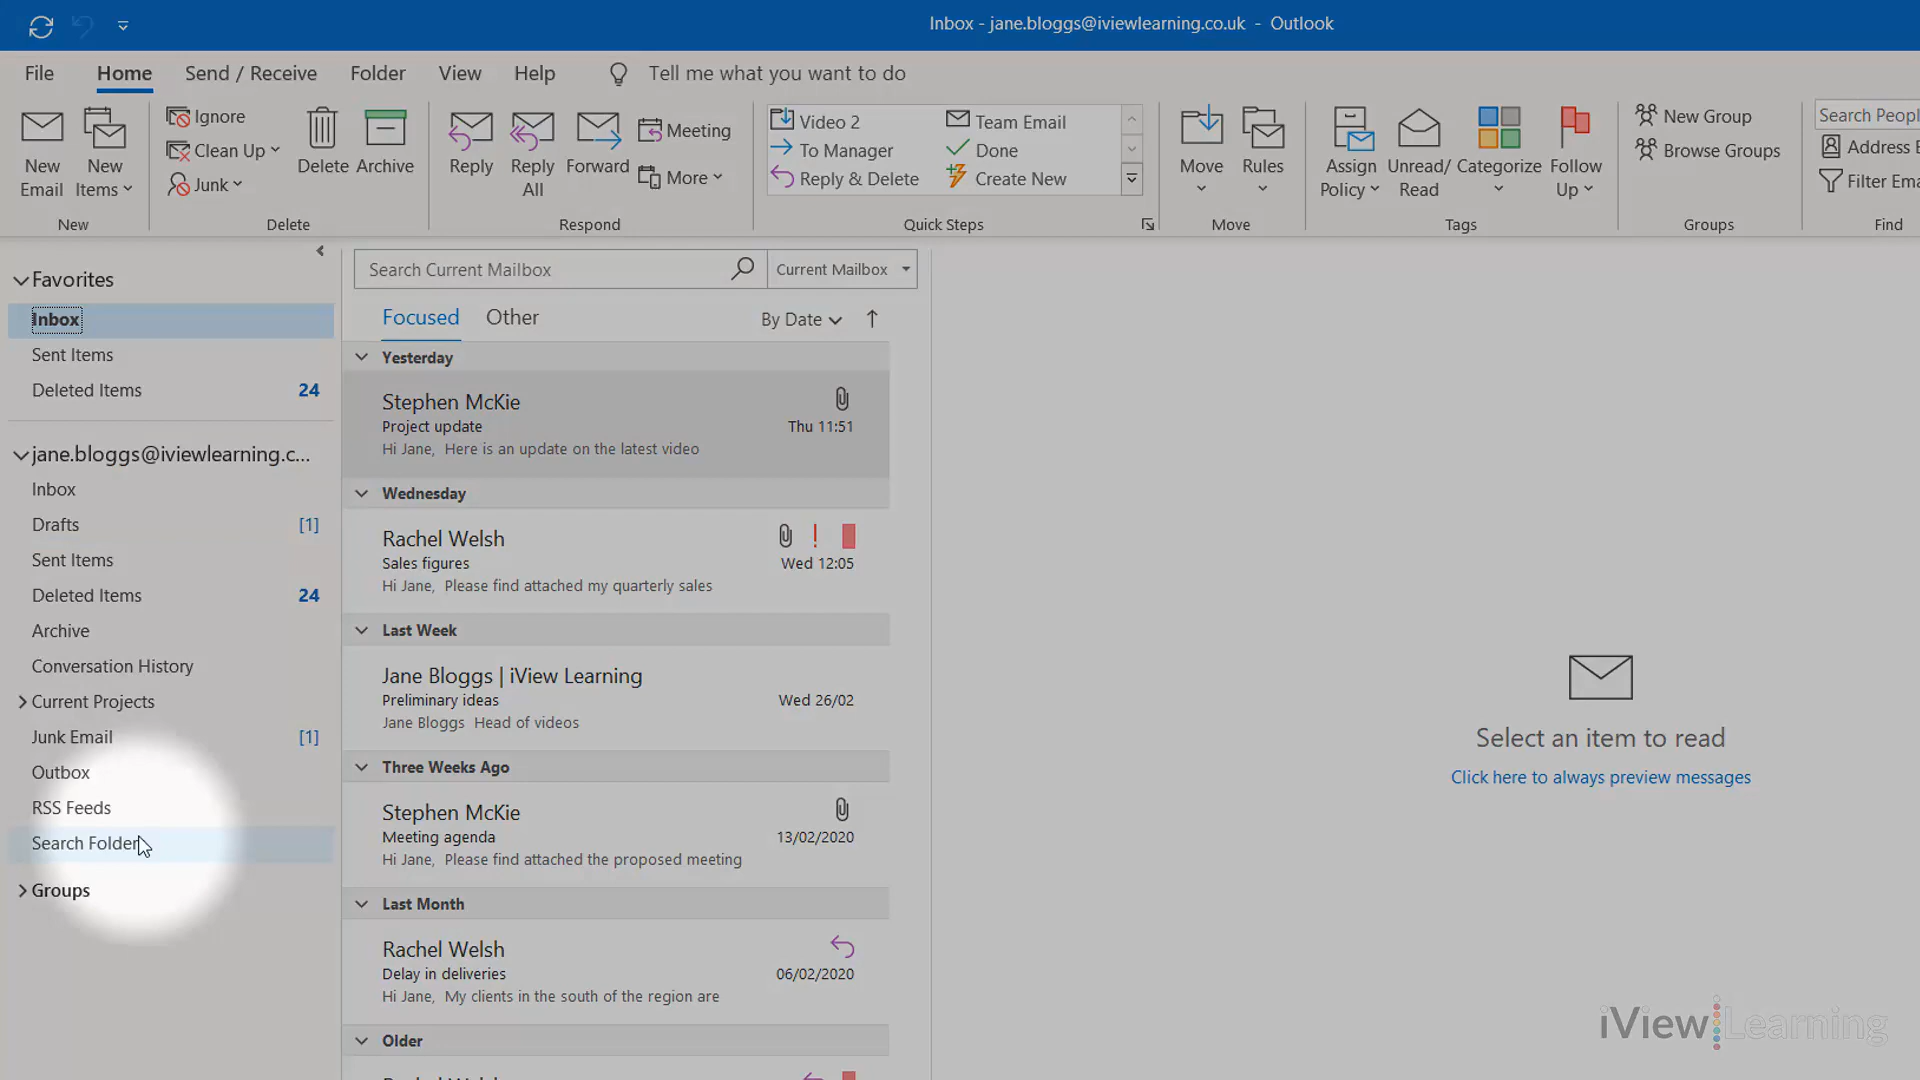 Inbox - jane.bloggs@iviewlearning.co.uk - Outlook
File Home Send / Receive Folder View Help Tell me what you want to do
New Email
New Items
Ignore
Clean Up
Junk
Delete
Archive
Reply
Reply All
Forward
Meeting
More
Video 2
To Manager
Reply & Delete
Team Email
Done
Create New
Move
Rules
Assign Policy
Unread/ Read
Categorize
Follow Up
New Group
Browse Groups
Search Peopl
Address B
Filter Ema
New Delete Respond Quick Steps Move Tags Groups Find
Favorites
Inbox
Sent Items
Deleted Items 24
jane.bloggs@iviewlearning.c...
Inbox
Drafts [1]
Sent Items
Deleted Items 24
Archive
Conversation History
Current Projects
Junk Email [1]
Outbox
RSS Feeds
Search Folder
Groups
Search Current Mailbox Current Mailbox
Focused Other By Date
Yesterday
Stephen McKie
Project update Thu 11:51
Hi Jane, Here is an update on the latest video
Wednesday
Rachel Welsh
Sales figures Wed 12:05
Hi Jane, Please find attached my quarterly sales
Last Week
Jane Bloggs | iView Learning
Preliminary ideas Wed 26/02
Jane Bloggs Head of videos
Three Weeks Ago
Stephen McKie
Meeting agenda 13/02/2020
Hi Jane, Please find attached the proposed meeting
Last Month
Rachel Welsh
Delay in deliveries 06/02/2020
Hi Jane, My clients in the south of the region are
Older
Select an item to read
Click here to always preview messages
iView Learning